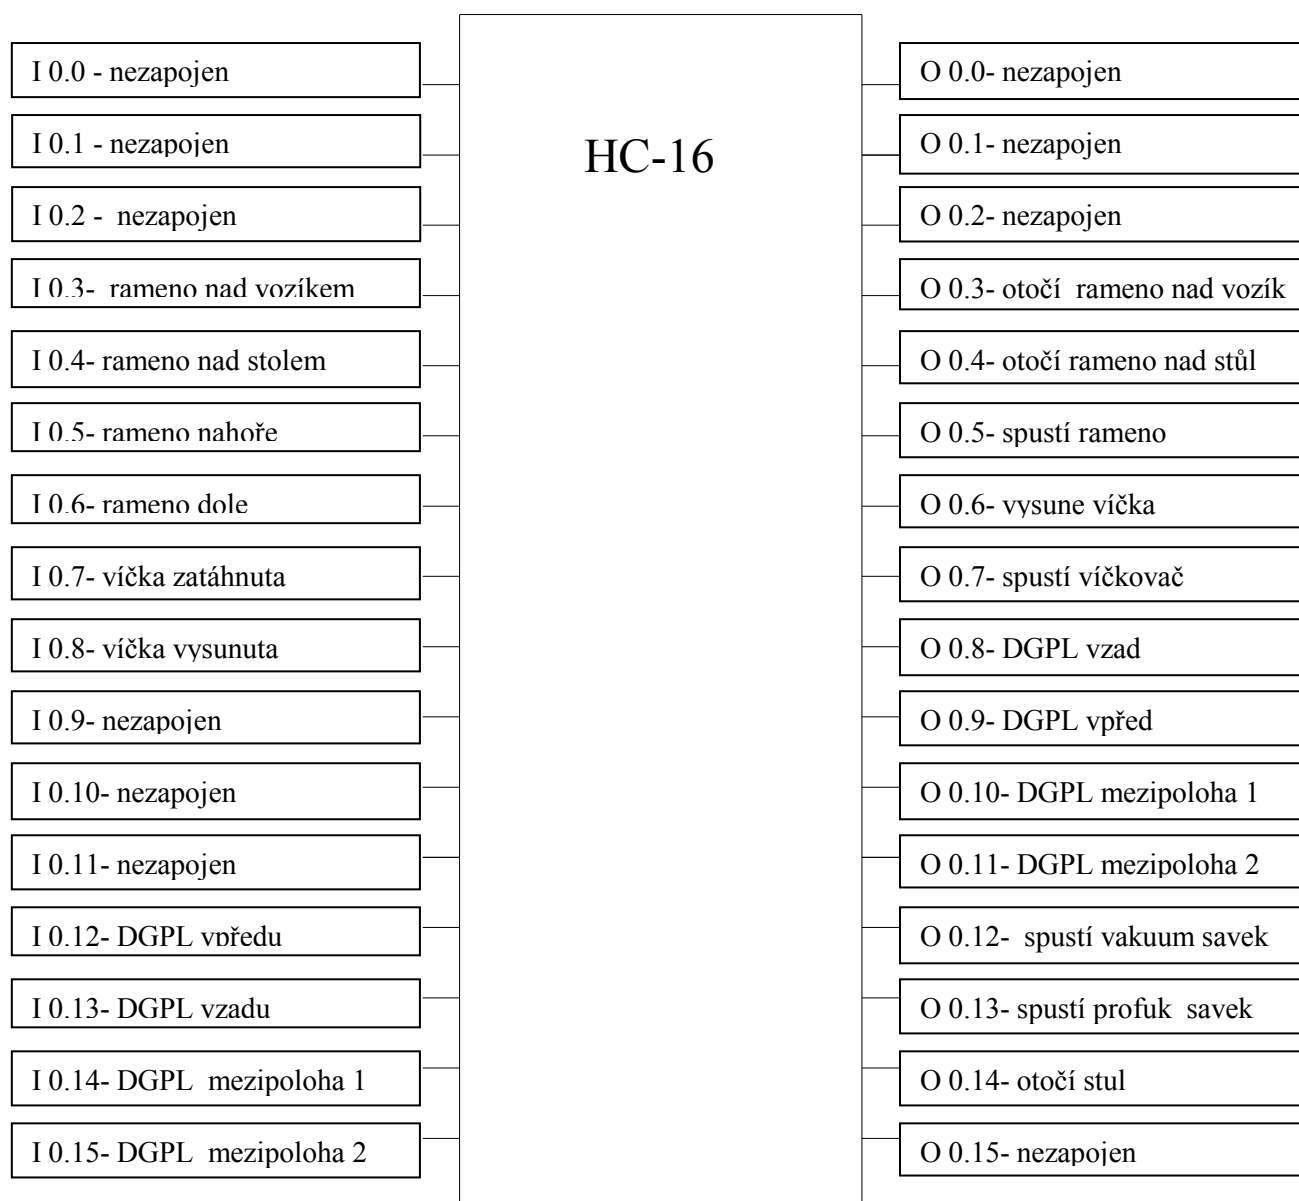 I 0.0 - nezapojen
I 0.1 - nezapojen
I 0.2 - nezapojen
I 0.3- rameno nad vozíkem
I 0.4- rameno nad stolem
I 0.5- rameno nahoře
I 0.6- rameno dole
I 0.7- víčka zatáhnuta
I 0.8- víčka vysunuta
I 0.9- nezapojen
I 0.10- nezapojen
I 0.11- nezapojen
I 0.12- DGPL vpředu
I 0.13- DGPL vzadu
I 0.14- DGPL mezipoloha 1
I 0.15- DGPL mezipoloha 2
HC-16
O 0.0- nezapojen
O 0.1- nezapojen
O 0.2- nezapojen
O 0.3- otočí rameno nad vozík
O 0.4- otočí rameno nad stůl
O 0.5- spustí rameno
O 0.6- vysune víčka
O 0.7- spustí víčkovač
O 0.8- DGPL vzad
O 0.9- DGPL vpřed
O 0.10- DGPL mezipoloha 1
O 0.11- DGPL mezipoloha 2
O 0.12- spustí vakuum savek
O 0.13- spustí profuk savek
O 0.14- otočí stul
O 0.15- nezapojen